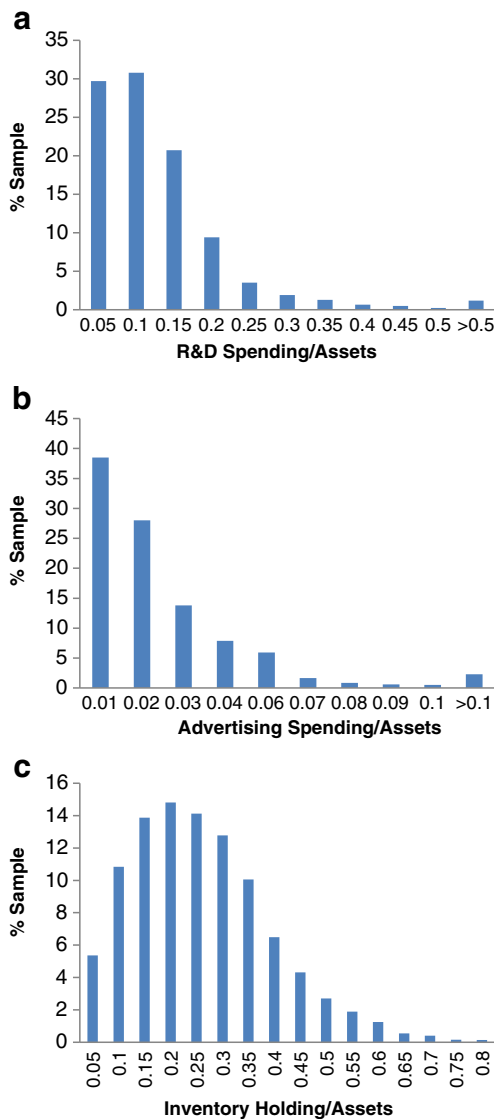 a
35
30
25
20
15
10
5
0
% Sample
0.05 0.1 0.15 0.2 0.25 0.3 0.35 0.4 0.45 0.5 >0.5
R&D Spending/Assets
b
45
40
35
30
25
20
15
10
5
0
% Sample
0.01 0.02 0.03 0.04 0.06 0.07 0.08 0.09 0.1 >0.1
Advertising Spending/Assets
c
16
14
12
10
8
6
4
2
0
% Sample
0.05 0.1 0.15 0.2 0.25 0.3 0.35 0.4 0.45 0.5 0.55 0.6 0.65 0.7 0.75 0.8
Inventory Holding/Assets